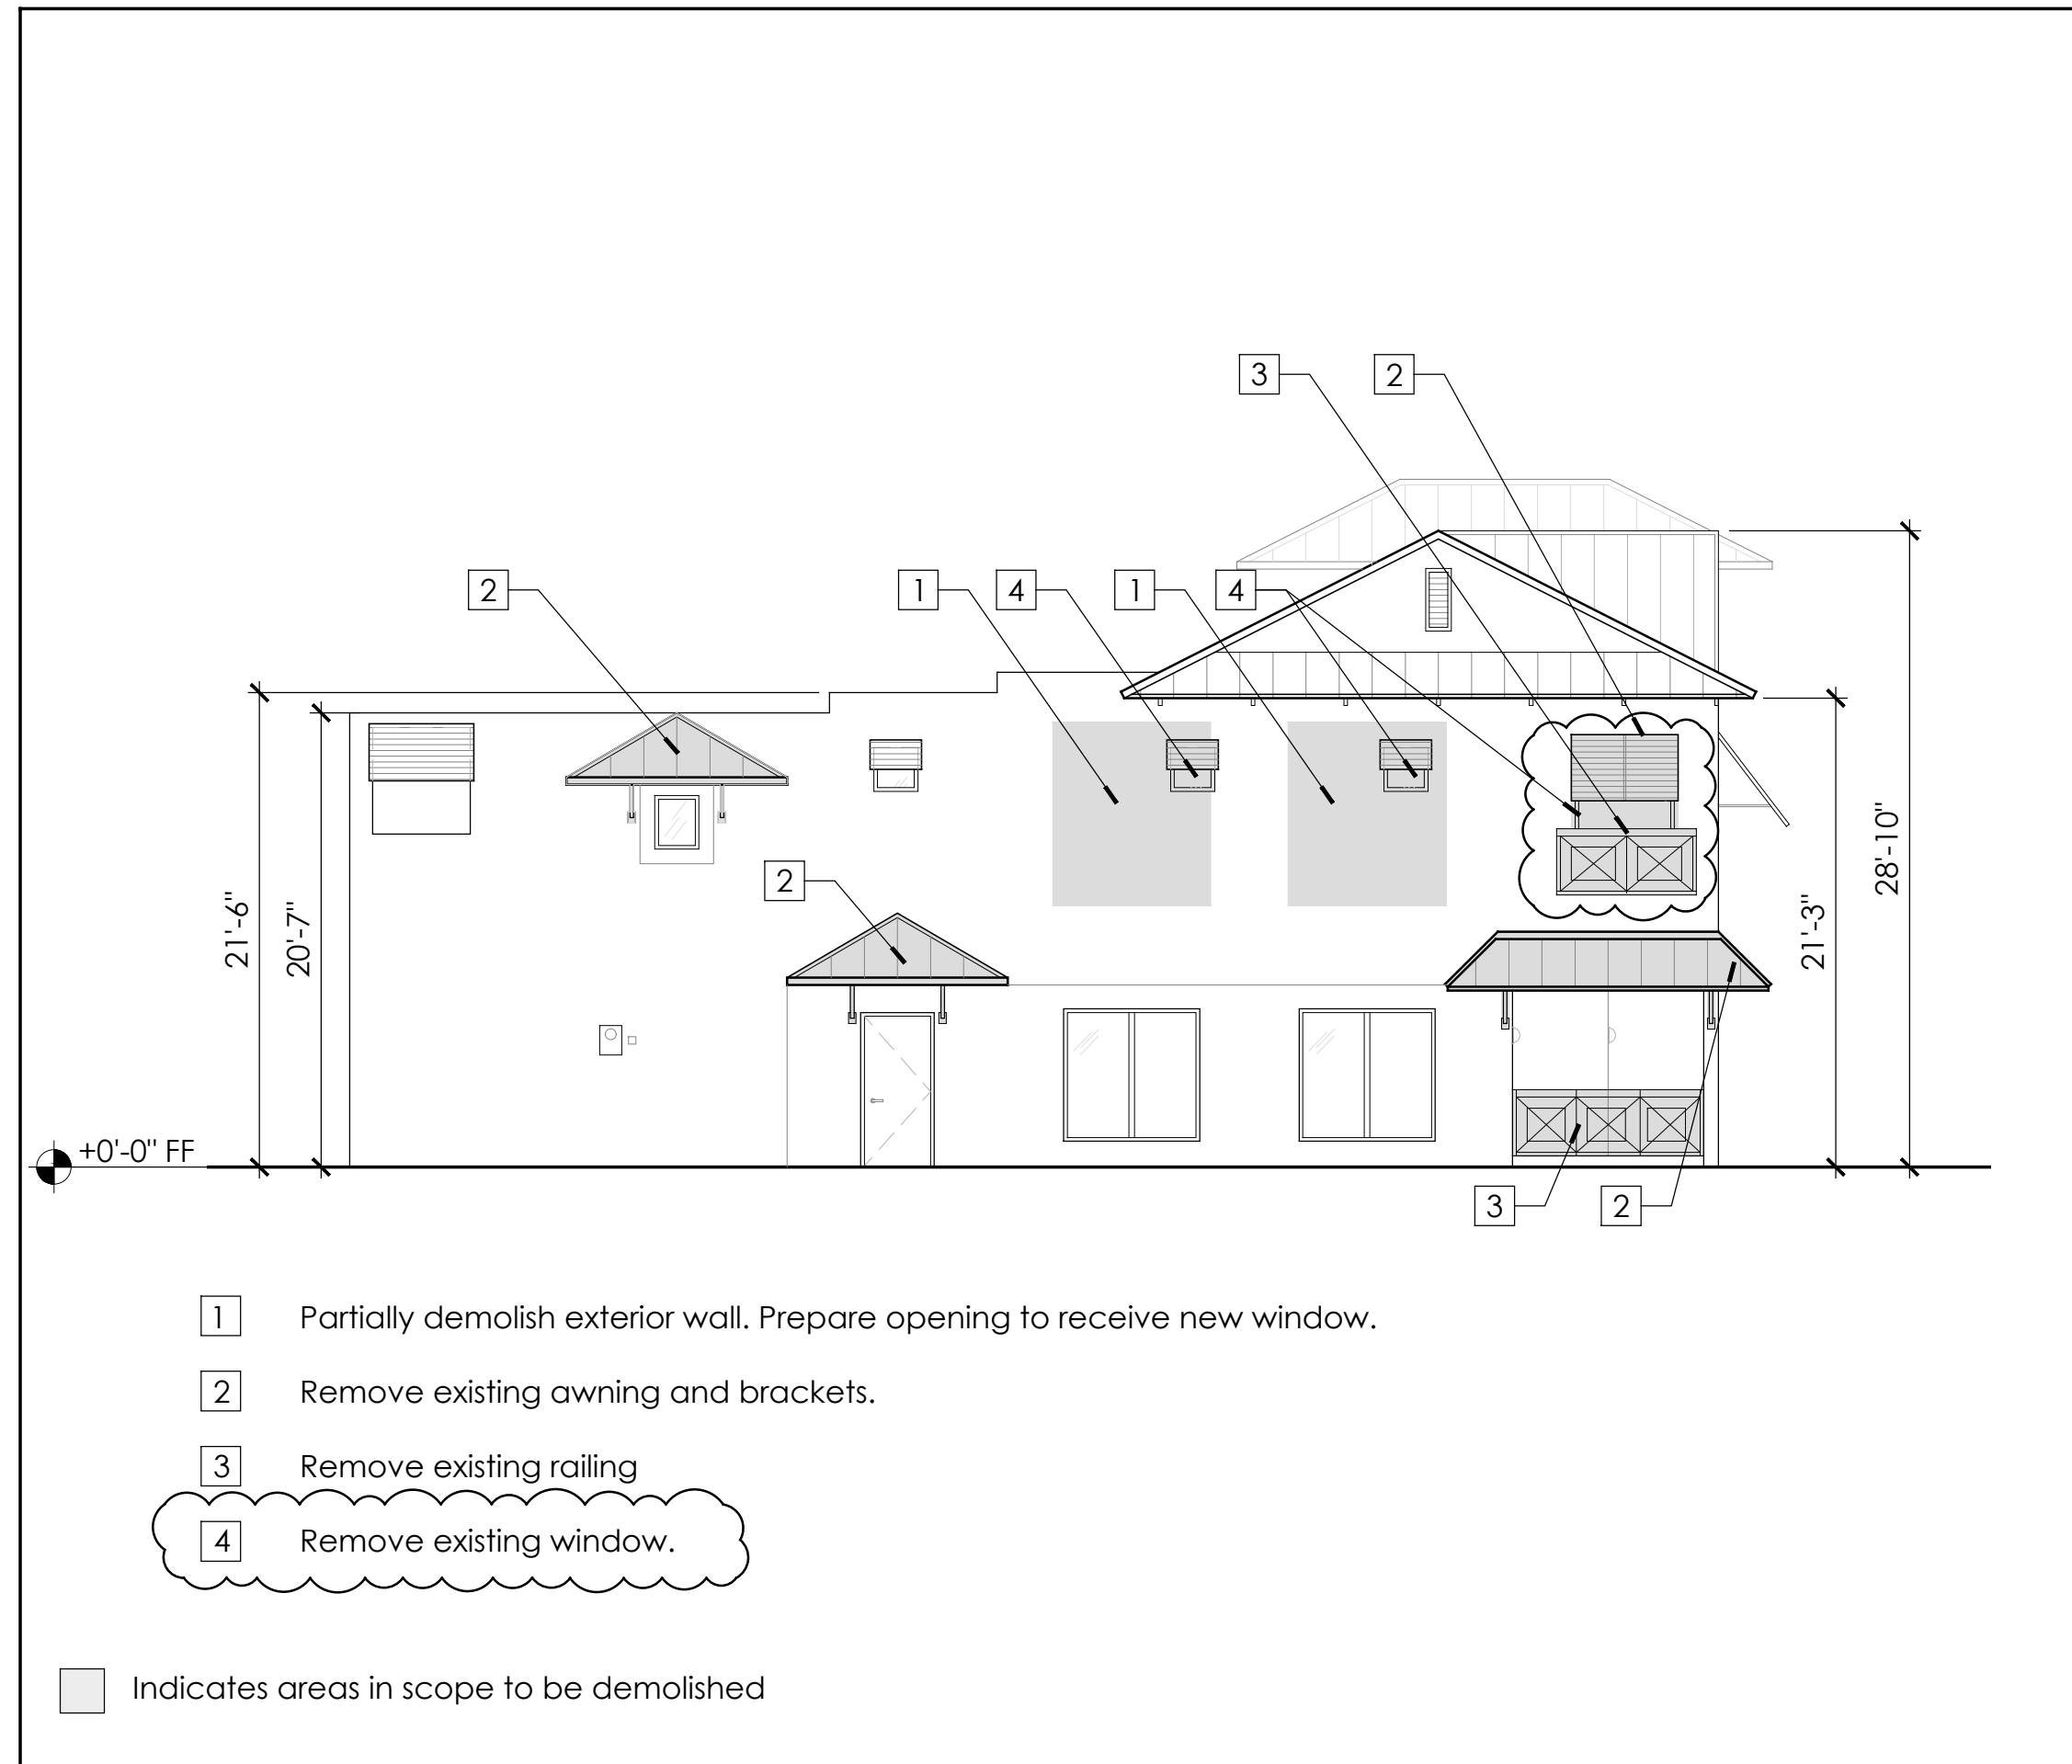 3 2
2 1 4 1 4
2
21'-6"
20'-7"
21'-3"
28'-10"
+0'-0" FF
3 2
1 Partially demolish exterior wall. Prepare opening to receive new window.
2 Remove existing awning and brackets.
3 Remove existing railing
4 Remove existing window.
Indicates areas in scope to be demolished